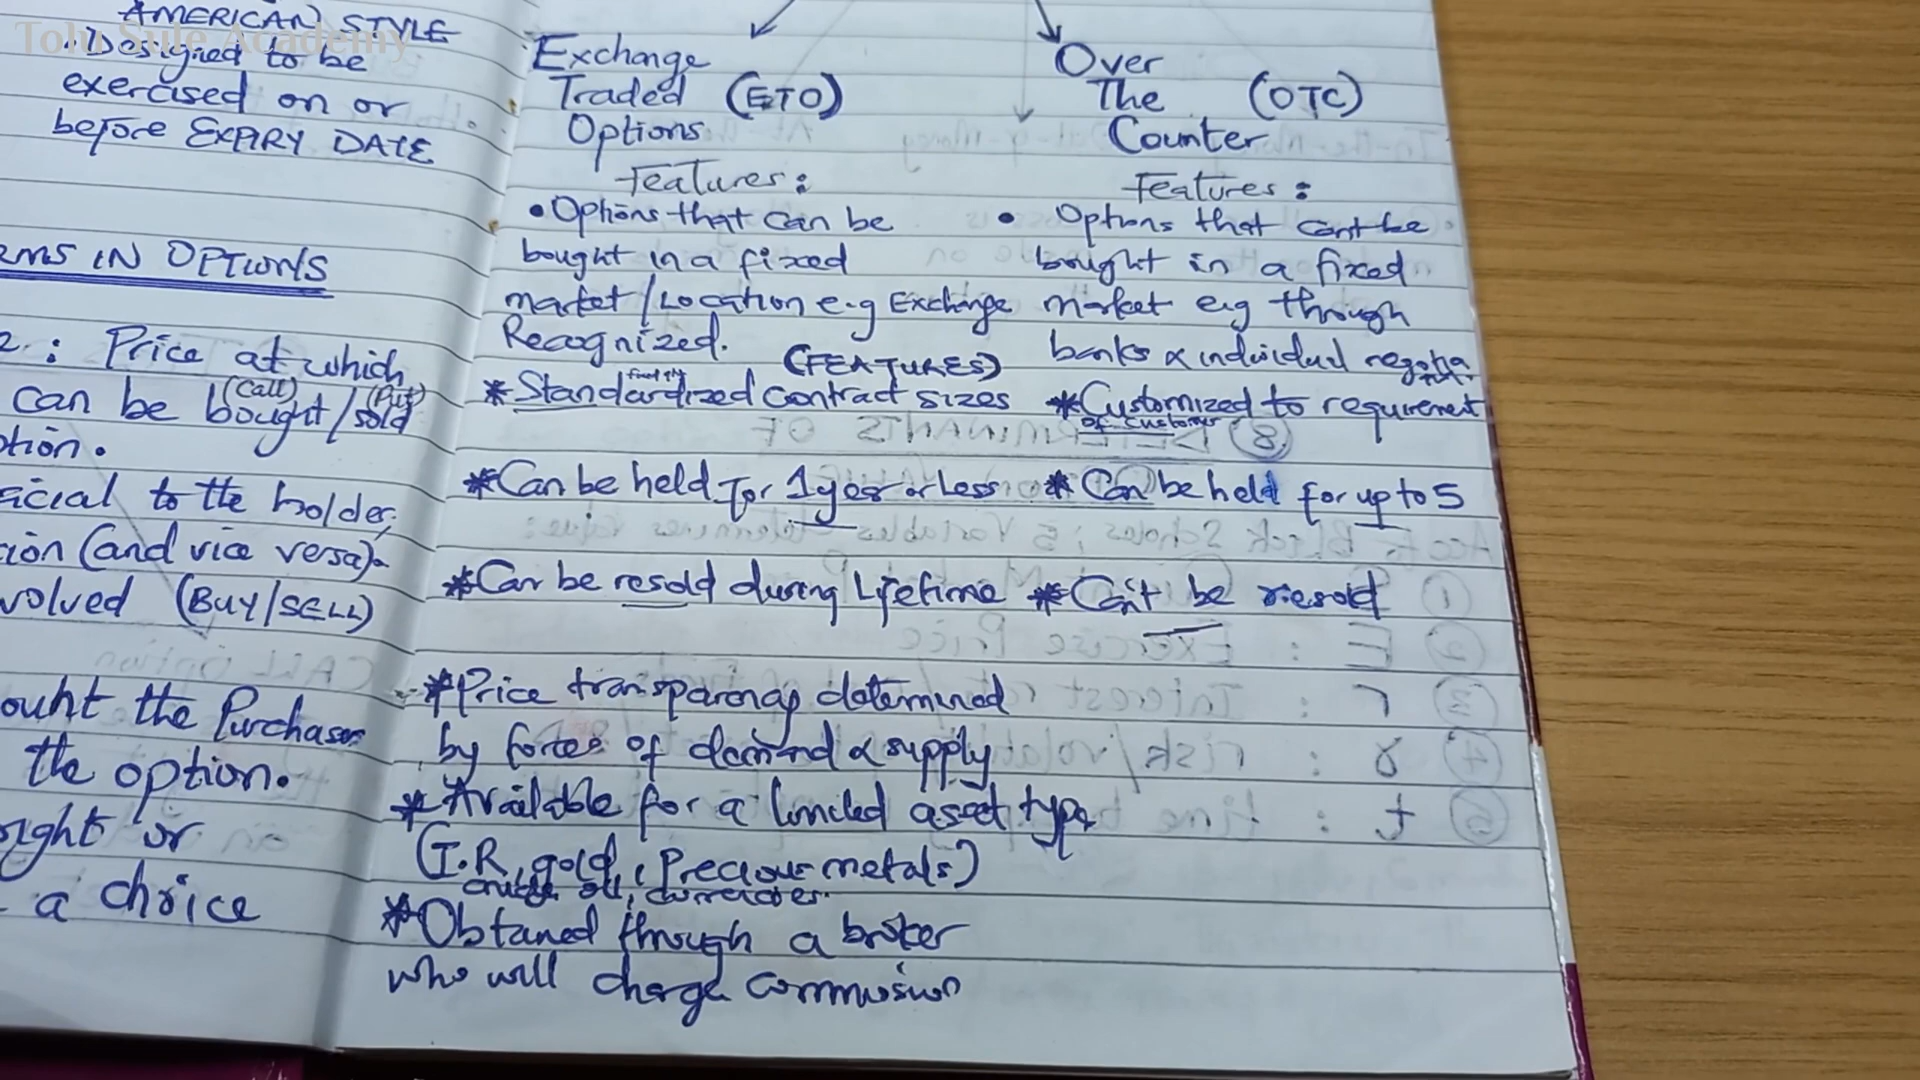 Tolu Sule Academy
AMERICAN STYLE
• Designed to be
exercised on or
before EXPIRY DATE
RMS IN OPTIONS
: Price at which
(Call) (Put)
can be bought/sold
tion.
icial to the holder,
ion (and vice versa).
volved (BUY/SELL)
ount the Purchaser
the option.
right or
a choice
Exchange
Traded (ETO)
Options
Features:
• Options that can be
bought in a fixed
market/Location e.g Exchange
Recognized.
(FEATURES)
* Standardized contract sizes
* Can be held for 1 year or Less
* Can be resold during Lifetime
* Price transparency determined
by forces of demand & supply
* Available for a limited asset type
(I.R, gold, Precious metals)
crude oil, currencies.
* Obtained through a broker
who will charge commission
Over
The (OTC)
Counter
Features:
• Options that can't be
bought in a fixed
market e.g through
banks & individual
* Customized to requirement
of customer
* Can be held for up to 5
* Can't be resold